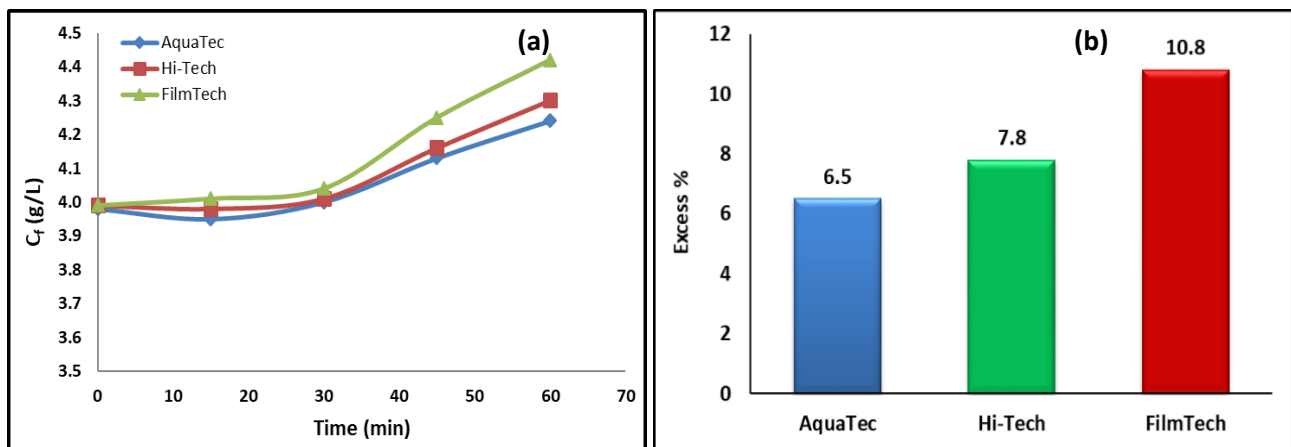 (a)
AquaTec
Hi-Tech
FilmTech
4.5
4.4
4.3
4.2
4.1
4.0
3.9
3.8
3.7
3.6
3.5
Cf (g/L)
0 10 20 30 40 50 60 70
Time (min)
(b)
12
10
8
6
4
2
0
Excess %
6.5
7.8
10.8
AquaTec Hi-Tech FilmTech